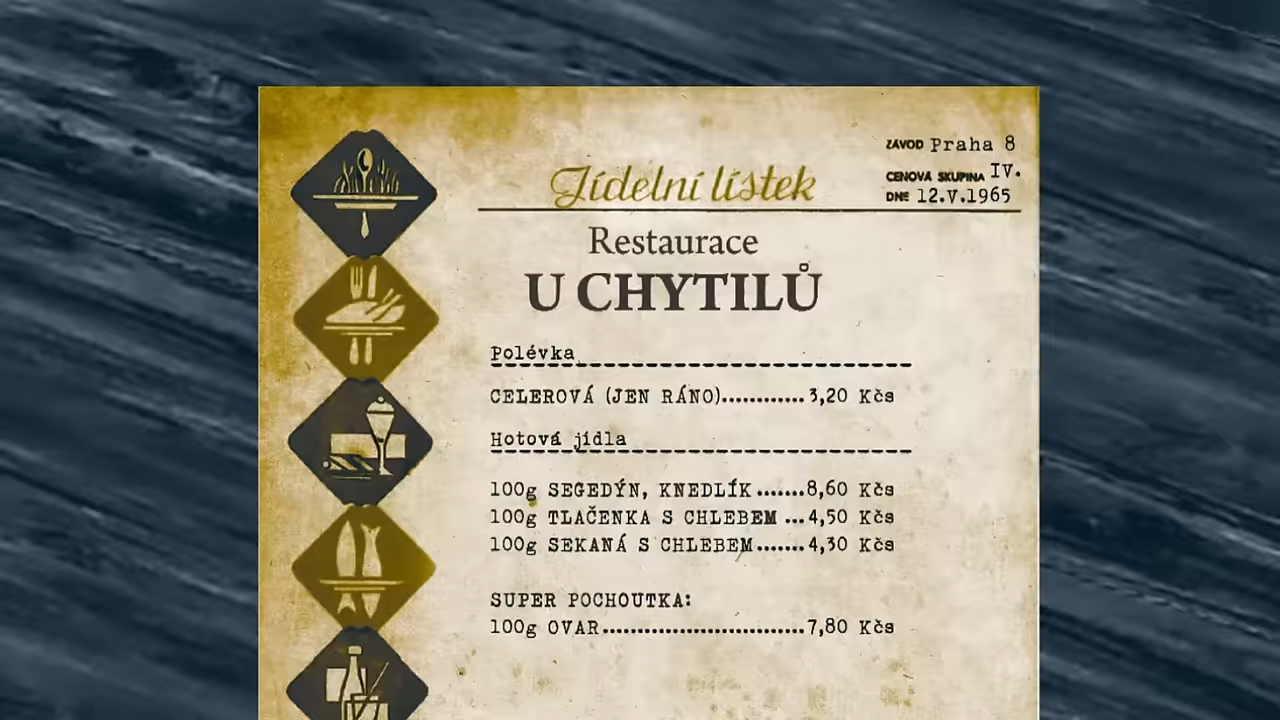 ZÁVOD Praha 8
Jídelní lístek
CENOVÁ SKUPINA IV.
DNE 12.V.1965
Restaurace
U CHYTILŮ
Polévka
CELEROVÁ (JEN RÁNO)............3,20 Kčs
Hotová jídla
100g SEGEDÝN, KNEDLÍK.......8,60 Kčs
100g TLAČENKA S CHLEBEM ...4,50 Kčs
100g SEKANÁ S CHLEBEM.......4,30 Kčs
SUPER POCHOUTKA:
100g OVAR.............................7,80 Kčs